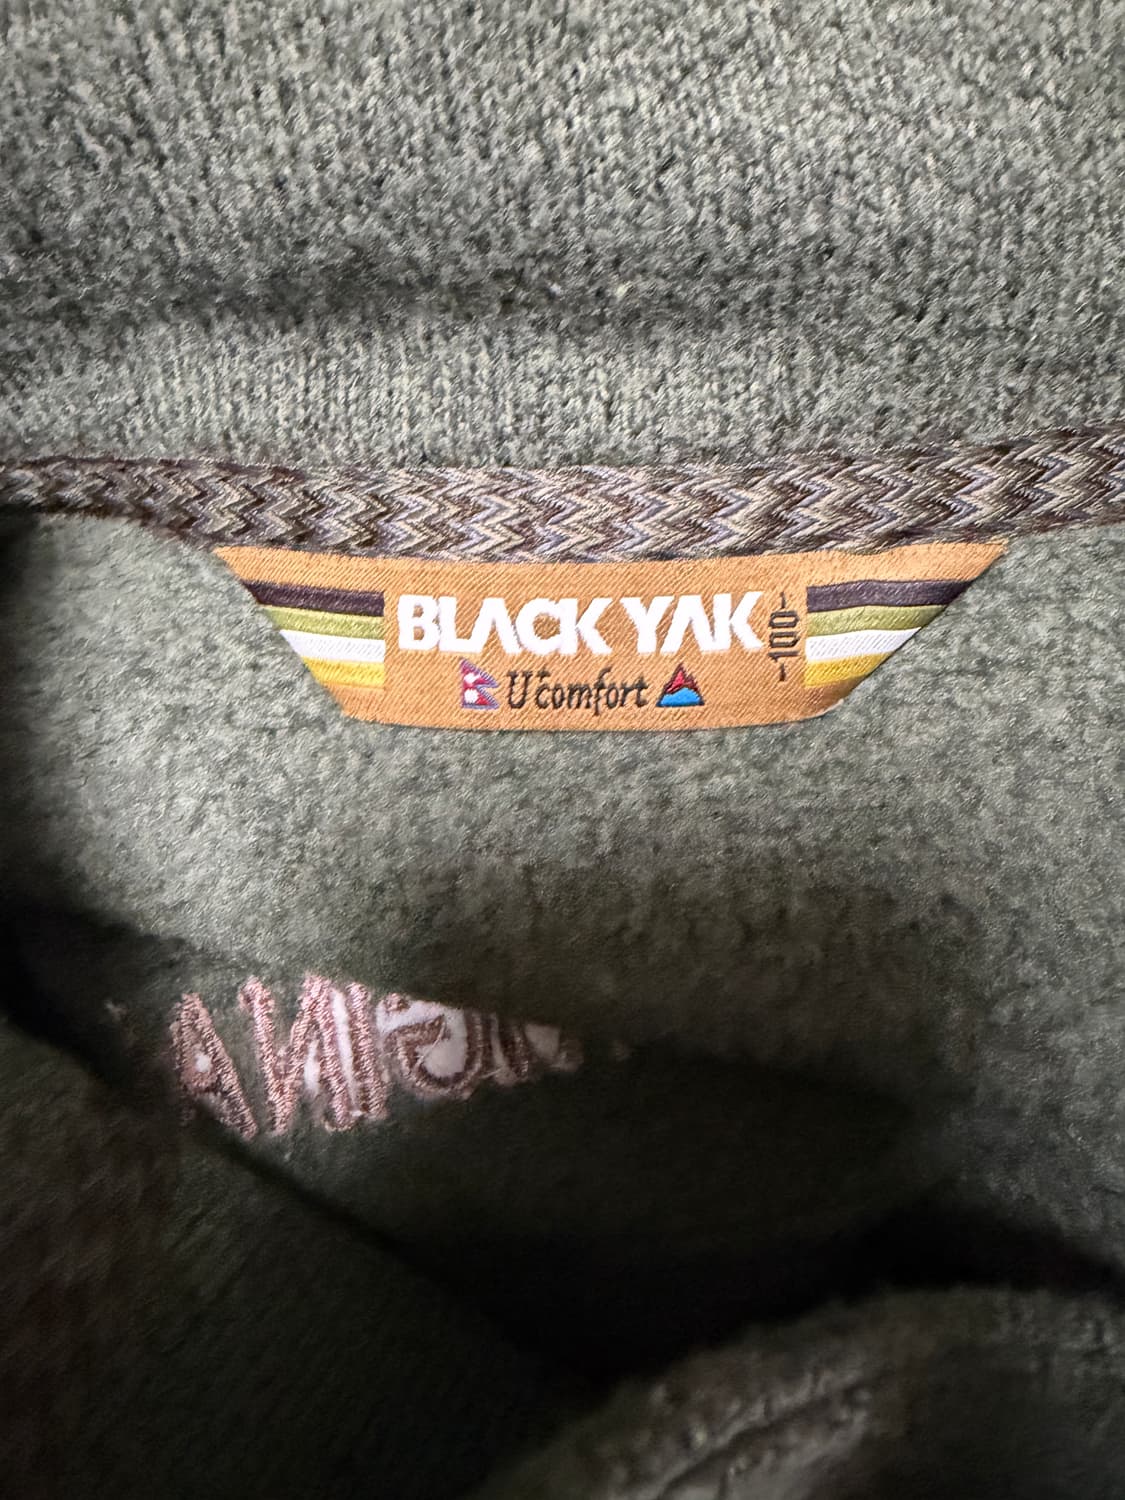 BLACK YAK
-100-
U'comfort